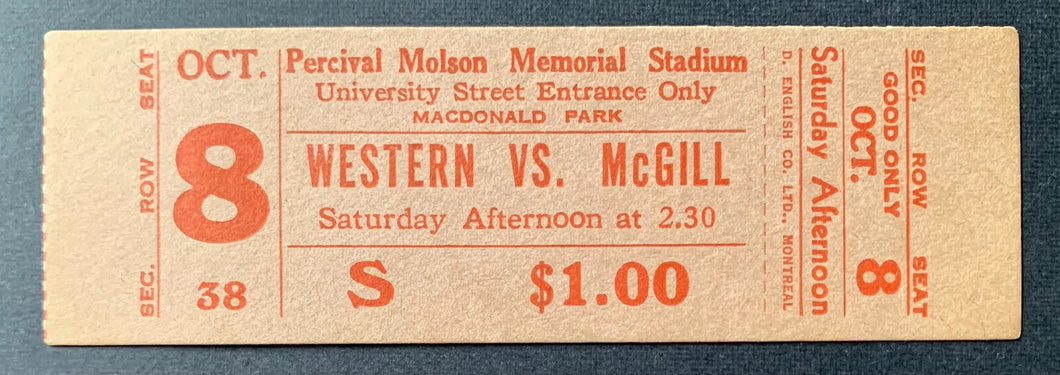 SEC. ROW SEAT
OCT.
8
38
Percival Molson Memorial Stadium
University Street Entrance Only
MACDONALD PARK
WESTERN VS. McGILL
Saturday Afternoon at 2.30
S $1.00
D. ENGLISH CO. LTD., MONTREAL
Saturday Afternoon
OCT. 8
GOOD ONLY
SEC. ROW SEAT